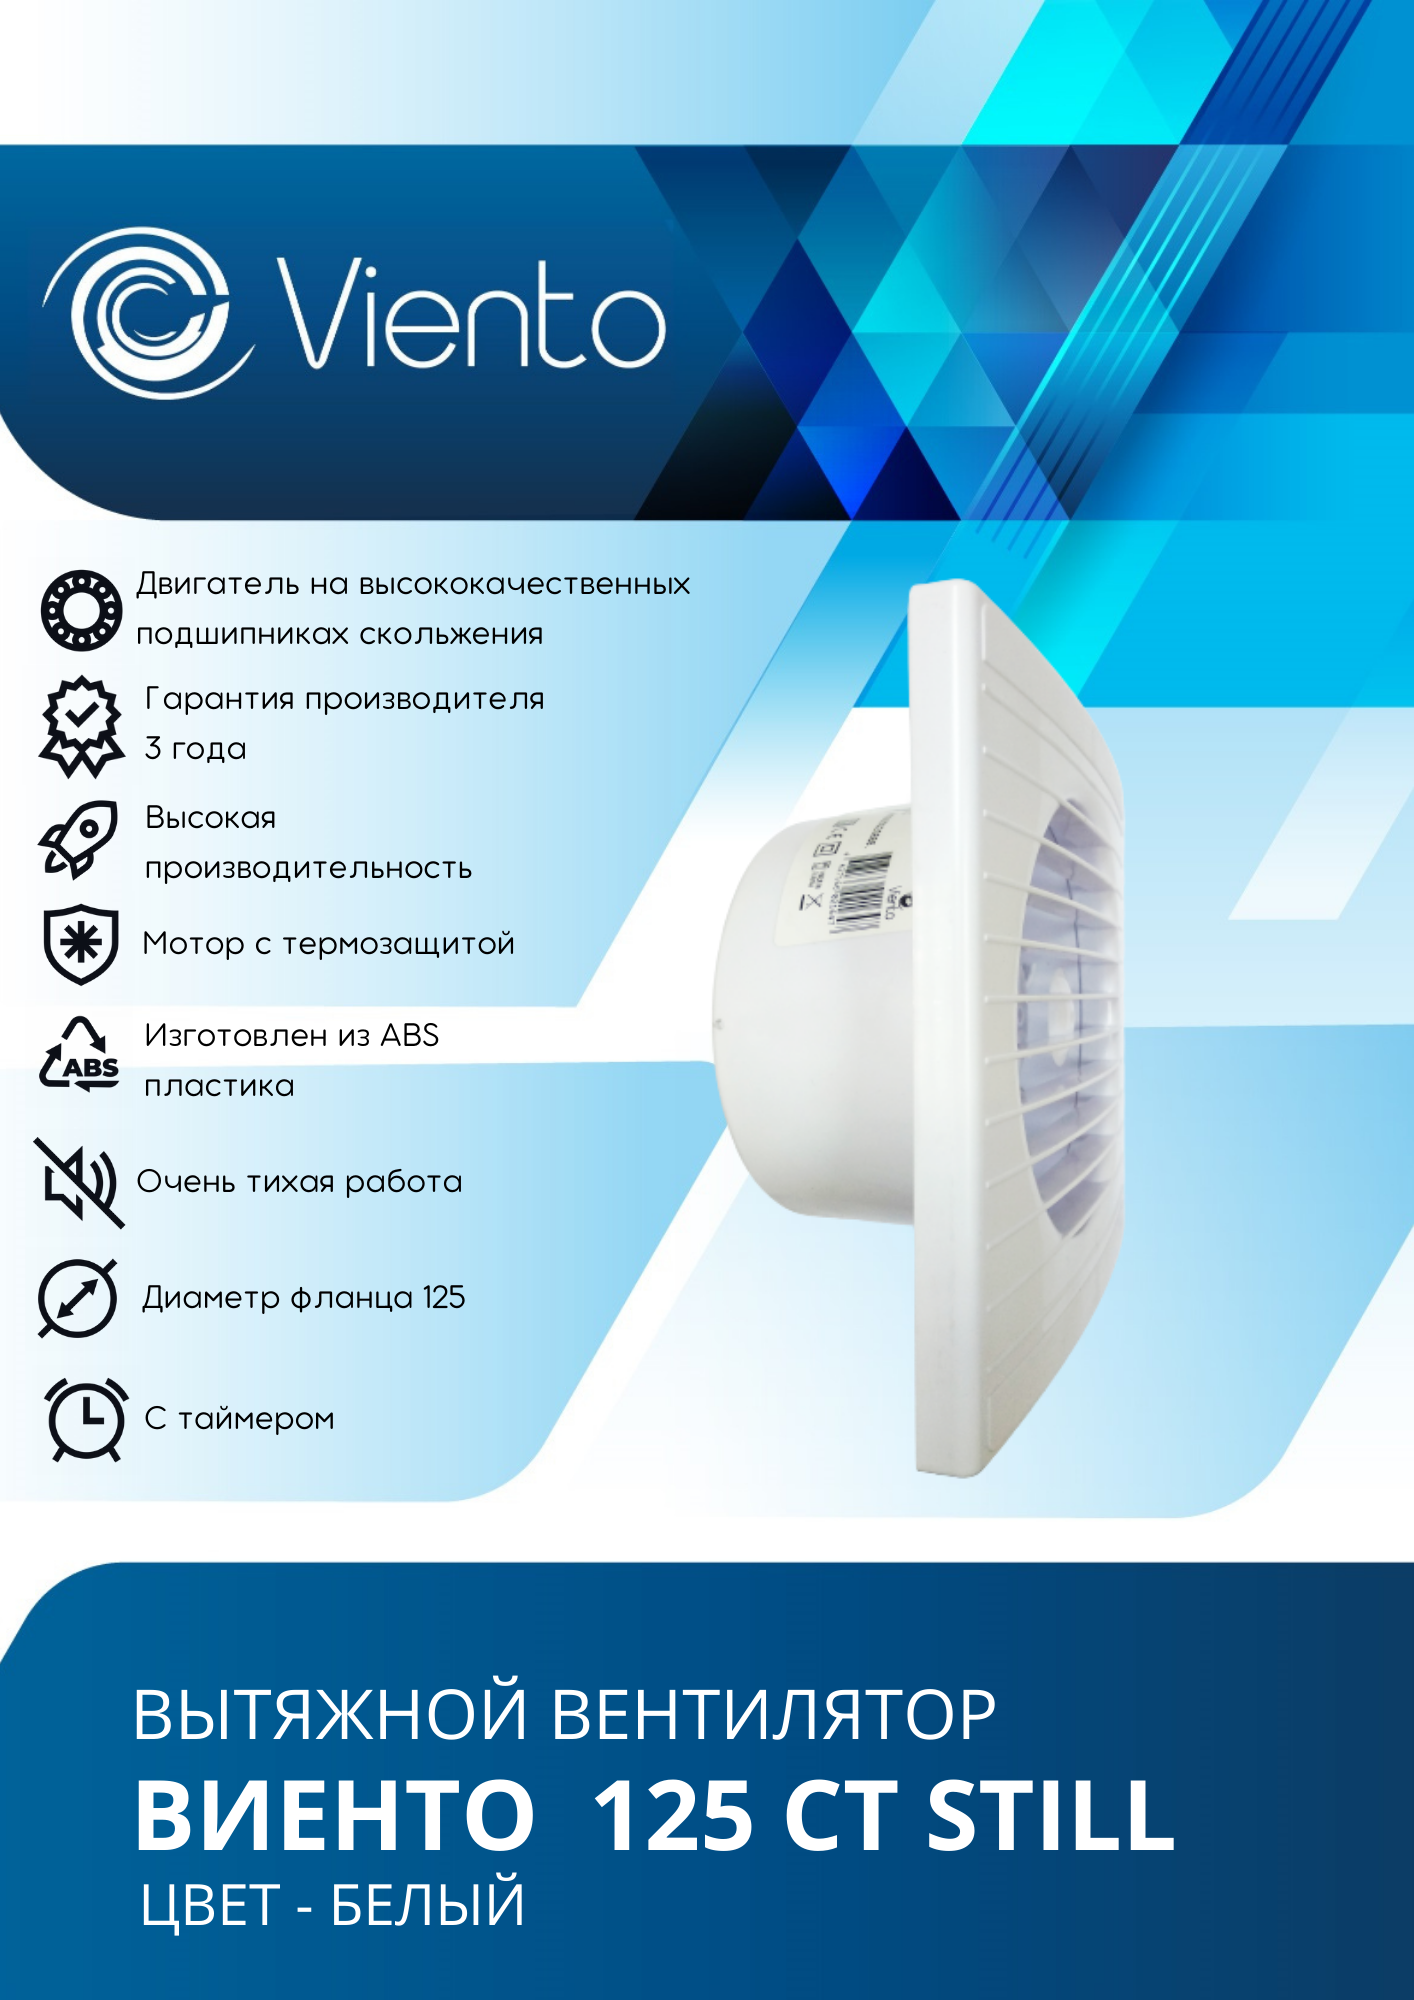 Viento
Двигатель на высококачественных
подшипниках скольжения
Гарантия производителя
3 года
Высокая
производительность
Мотор с термозащитой
ABS
Изготовлен из ABS
пластика
Очень тихая работа
Диаметр фланца 125
С таймером
Viento
ВЫТЯЖНОЙ ВЕНТИЛЯТОР
ВИЕНТО 125 СТ STILL
ЦВЕТ - БЕЛЫЙ